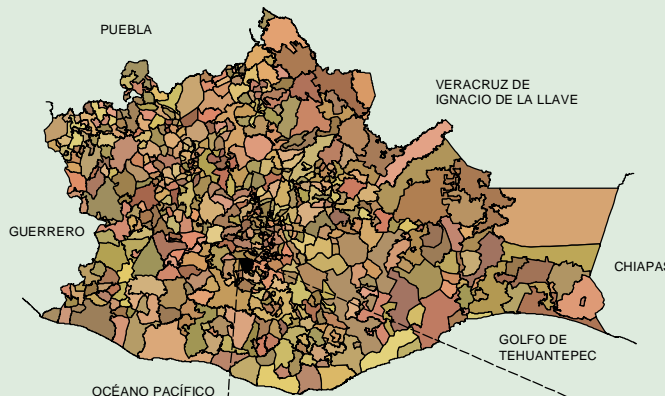 PUEBLA
VERACRUZ DE
IGNACIO DE LA LLAVE
GUERRERO
CHIAPAS
GOLFO DE
TEHUANTEPEC
OCÉANO PACÍFICO